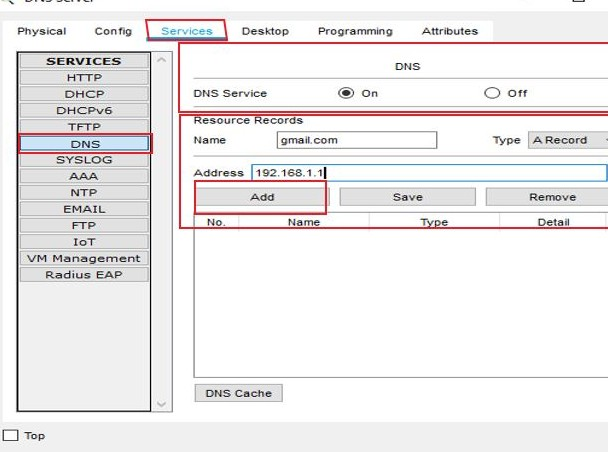 DNS Server
Physical Config Services Desktop Programming Attributes
SERVICES
HTTP
DHCP
DHCPv6
TFTP
DNS
SYSLOG
AAA
NTP
EMAIL
FTP
IoT
VM Management
Radius EAP
DNS
DNS Service On Off
Resource Records
Name gmail.com Type A Record
Address 192.168.1.1
Add Save Remove
No. Name Type Detail
DNS Cache
Top